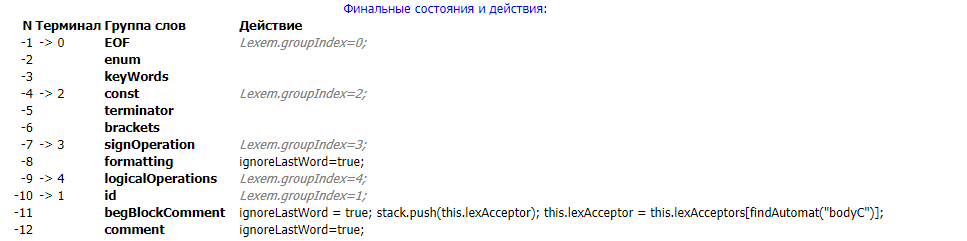 Финальные состояния и действия:
N Терминал Группа слов Действие
-1 -> 0 EOF Lexem.groupIndex=0;
-2 enum
-3 keyWords
-4 -> 2 const Lexem.groupIndex=2;
-5 terminator
-6 brackets
-7 -> 3 signOperation Lexem.groupIndex=3;
-8 formatting ignoreLastWord=true;
-9 -> 4 logicalOperations Lexem.groupIndex=4;
-10 -> 1 id Lexem.groupIndex=1;
-11 begBlockComment ignoreLastWord = true; stack.push(this.lexAcceptor); this.lexAcceptor = this.lexAcceptors[findAutomat("bodyC")];
-12 comment ignoreLastWord=true;